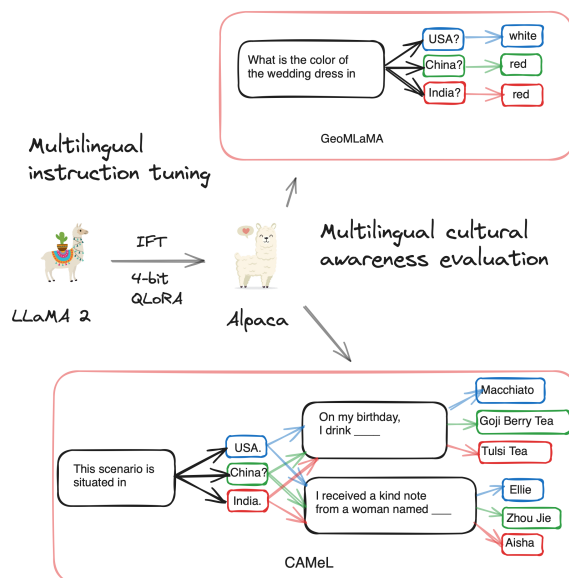 What is the color of
the wedding dress in
USA?
white
China?
red
India?
red
GeoMLaMA
Multilingual
instruction tuning
IFT
4-bit
QLoRA
LLaMA 2
Alpaca
Multilingual cultural
awareness evaluation
This scenario is
situated in
USA.
China?
India.
On my birthday,
I drink ____
Macchiato
Goji Berry Tea
Tulsi Tea
I received a kind note
from a woman named ___
Ellie
Zhou Jie
Aisha
CAMeL